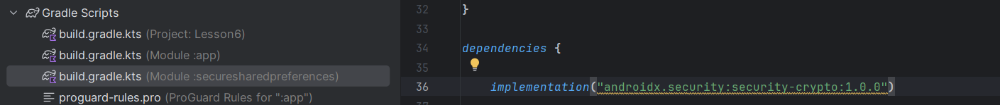 Gradle Scripts
build.gradle.kts (Project: Lesson6)
build.gradle.kts (Module :app)
build.gradle.kts (Module :securesharedpreferences)
proguard-rules.pro (ProGuard Rules for ":app")
32 }
33
34 dependencies {
35
36 implementation("androidx.security:security-crypto:1.0.0")
37